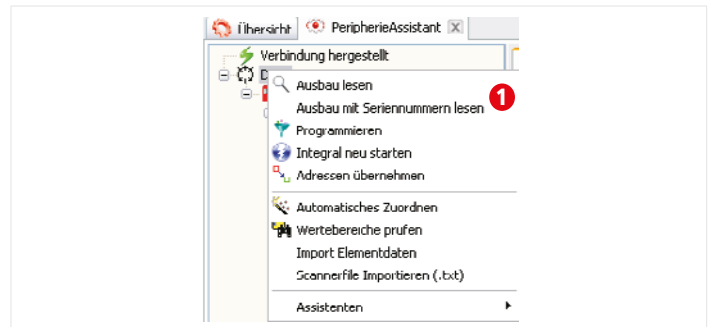 Übersicht PeripherieAssistant
Verbindung hergestellt
Ausbau lesen
Ausbau mit Seriennummern lesen 1
Programmieren
Integral neu starten
Adressen übernehmen
Automatisches Zuordnen
Wertebereiche prüfen
Import Elementdaten
Scannerfile Importieren (.txt)
Assistenten